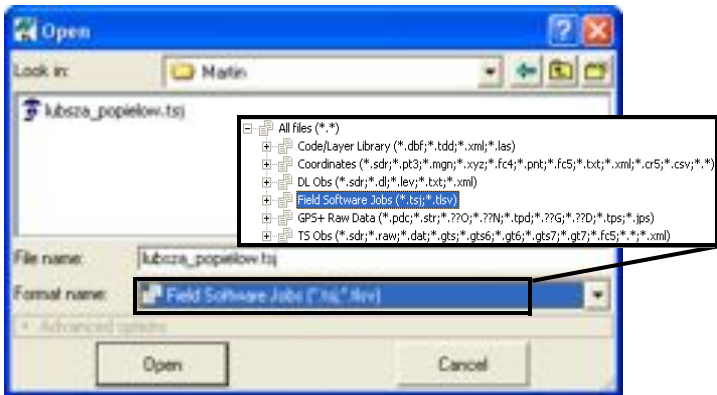 Open
Look in:
Martin
lubsza_popielow.tsj
All files (*.*)
Code/Layer Library (*.dbf;*.tdd;*.xml;*.las)
Coordinates (*.sdr;*.pt3;*.mgn;*.xyz;*.fc4;*.pnt;*.fc5;*.txt;*.xml;*.cr5;*.csv;*.*)
DL Obs (*.sdr;*.dl;*.lev;*.txt;*.xml)
Field Software Jobs (*.tsj;*.tlsv)
GPS+ Raw Data (*.pdc;*.str;*.??O;*.??N;*.tpd;*.??G;*.??D;*.tps;*.jps)
TS Obs (*.sdr;*.raw;*.dat;*.gts;*.gts6;*.gt6;*.gts7;*.gt7;*.fc5;*.*;*.xml)
File name:
lubsza_popielow.tsj
Format name:
Field Software Jobs (*.tsj;*.tlsv)
Advanced options
Open
Cancel